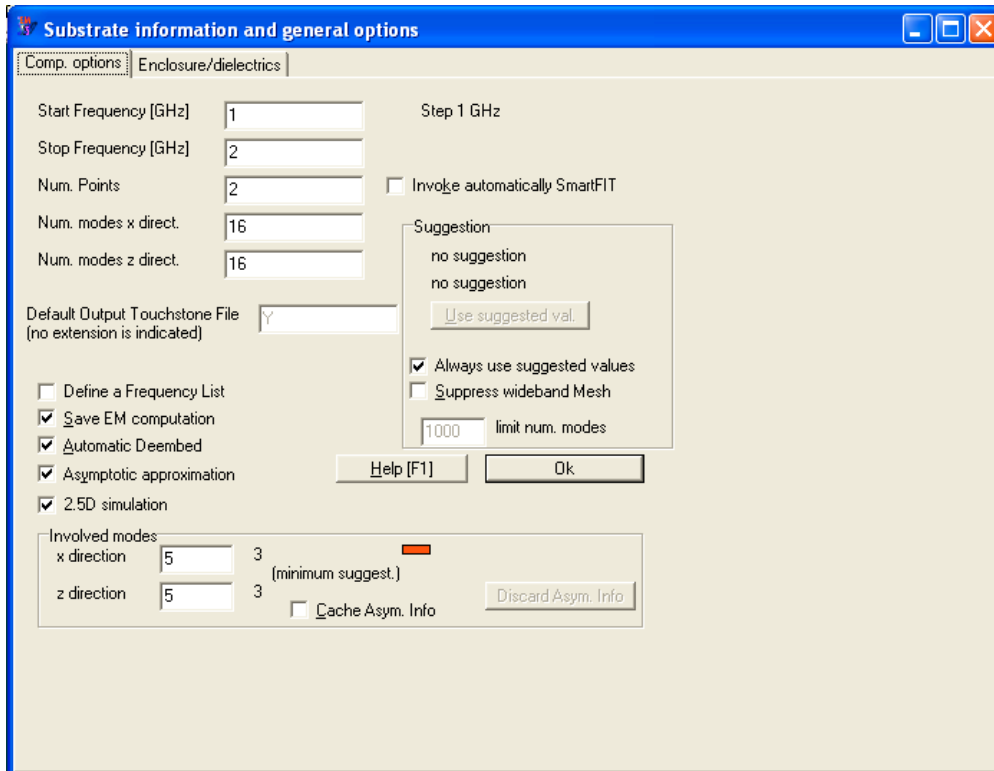 Substrate information and general options
Comp. options
Enclosure/dielectrics
Start Frequency [GHz] 1 Step 1 GHz
Stop Frequency [GHz] 2
Num. Points 2 Invoke automatically SmartFIT
Num. modes x direct. 16
Suggestion
no suggestion
Num. modes z direct. 16
no suggestion
Default Output Touchstone File
(no extension is indicated)
Y
Use suggested val.
Always use suggested values
Define a Frequency List
Suppress wideband Mesh
Save EM computation
1000 limit num. modes
Automatic Deembed
Asymptotic approximation
Help [F1]
Ok
2.5D simulation
Involved modes
x direction 5 3
(minimum suggest.)
z direction 5 3
Cache Asym. Info
Discard Asym. Info